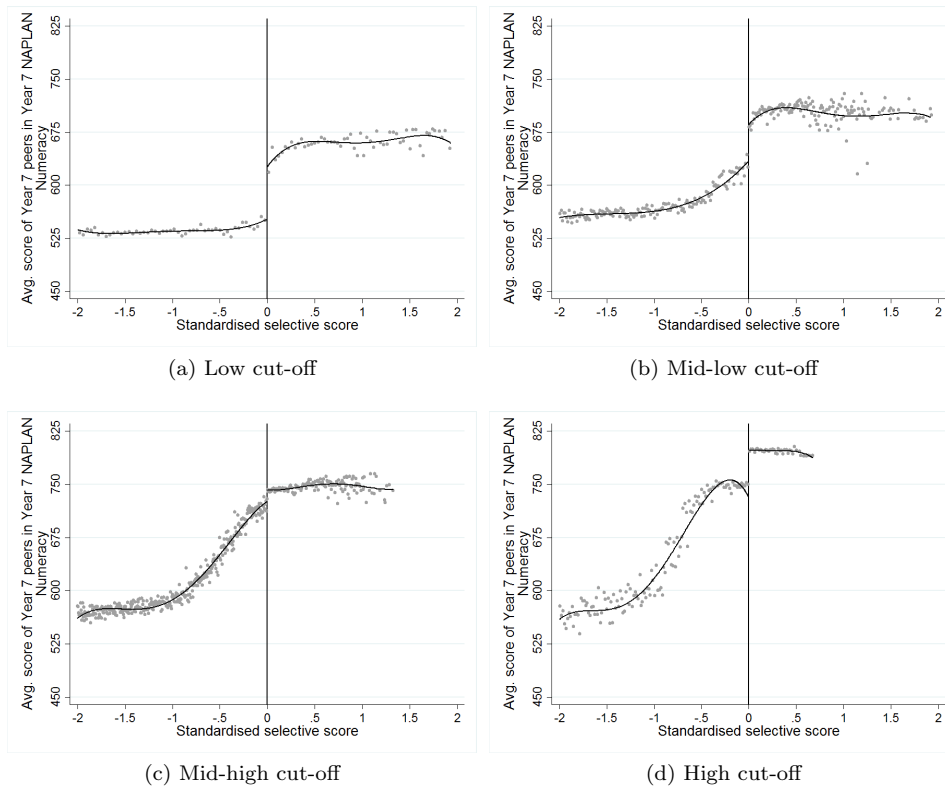 Avg. score of Year 7 peers in Year 7 NAPLAN
Numeracy
825
750
675
600
525
450
-2 -1.5 -1 -.5 0 .5 1 1.5 2
Standardised selective score
(a) Low cut-off
Avg. score of Year 7 peers in Year 7 NAPLAN
Numeracy
825
750
675
600
525
450
-2 -1.5 -1 -.5 0 .5 1 1.5 2
Standardised selective score
(b) Mid-low cut-off
Avg. score of Year 7 peers in Year 7 NAPLAN
Numeracy
825
750
675
600
525
450
-2 -1.5 -1 -.5 0 .5 1 1.5 2
Standardised selective score
(c) Mid-high cut-off
Avg. score of Year 7 peers in Year 7 NAPLAN
Numeracy
825
750
675
600
525
450
-2 -1.5 -1 -.5 0 .5 1 1.5 2
Standardised selective score
(d) High cut-off